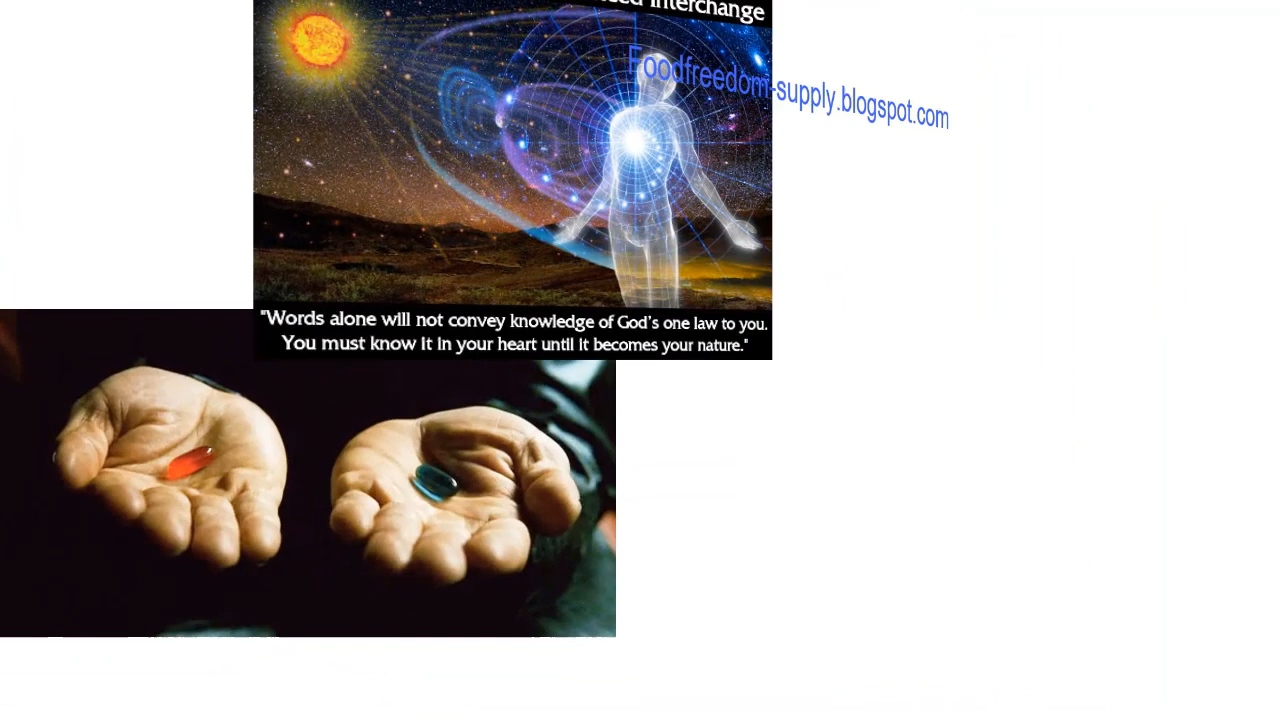 interchange
Foodfreedom-supply.blogspot.com
"Words alone will not convey knowledge of God's one law to you.
You must know it in your heart until it becomes your nature."